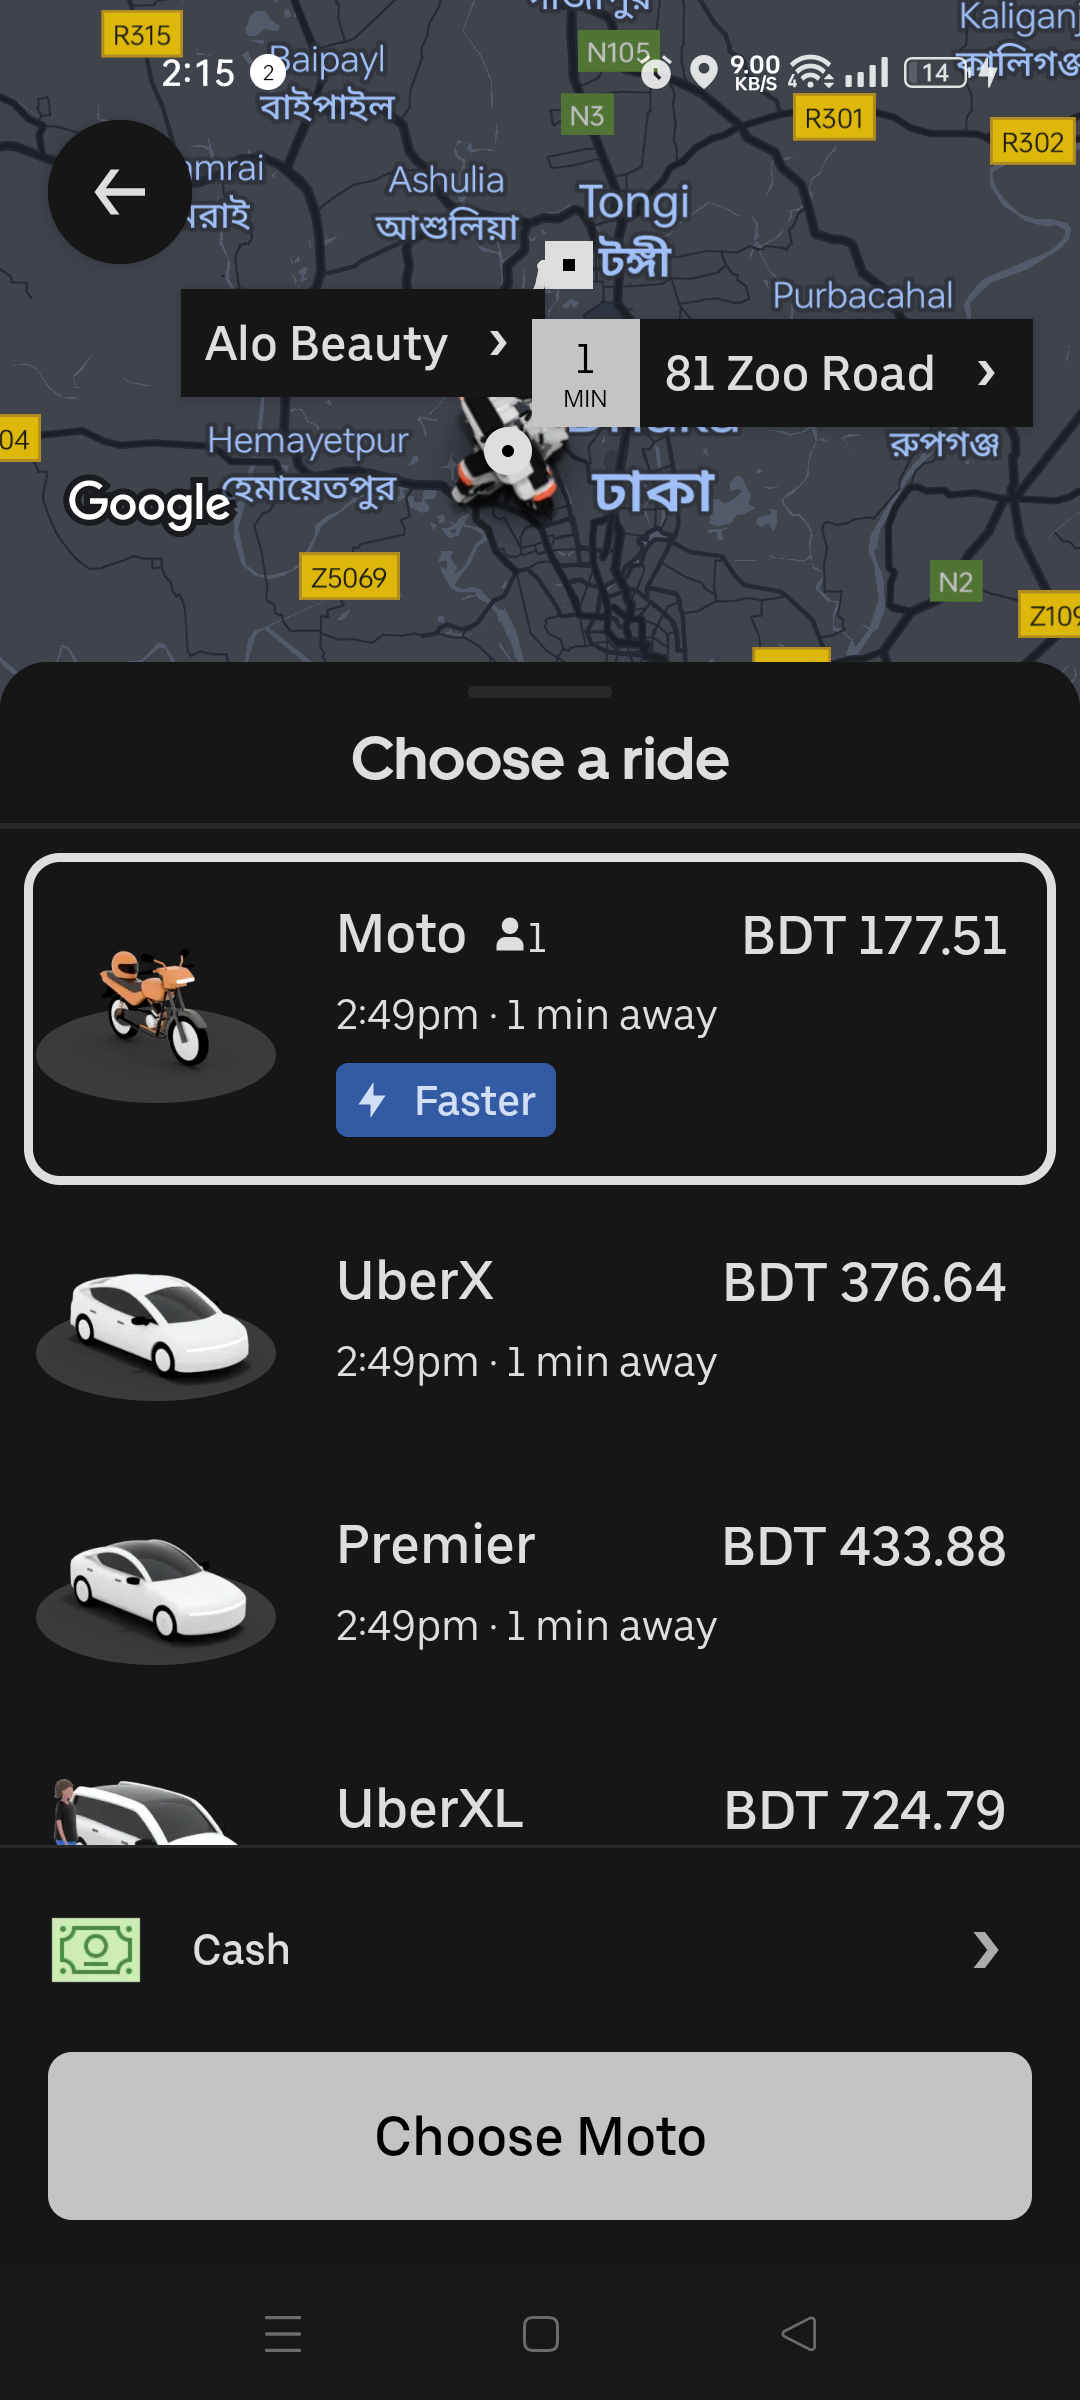 R315
N105
Kaliganj
2:15
2
Baipayl
বাইপাইল
9.00
KB/S
4
14
N3
R301
R302
Ashulia
আশুলিয়া
Tongi
টঙ্গী
Purbacahal
Alo Beauty
1
MIN
81 Zoo Road
04
Hemayetpur
হেমায়েতপুর
রুপগঞ্জ
ঢাকা
Google
Z5069
N2
Choose a ride
Moto 1
BDT 177.51
2:49pm · 1 min away
Faster
UberX
BDT 376.64
2:49pm · 1 min away
Premier
BDT 433.88
2:49pm · 1 min away
UberXL
BDT 724.79
Cash
Choose Moto